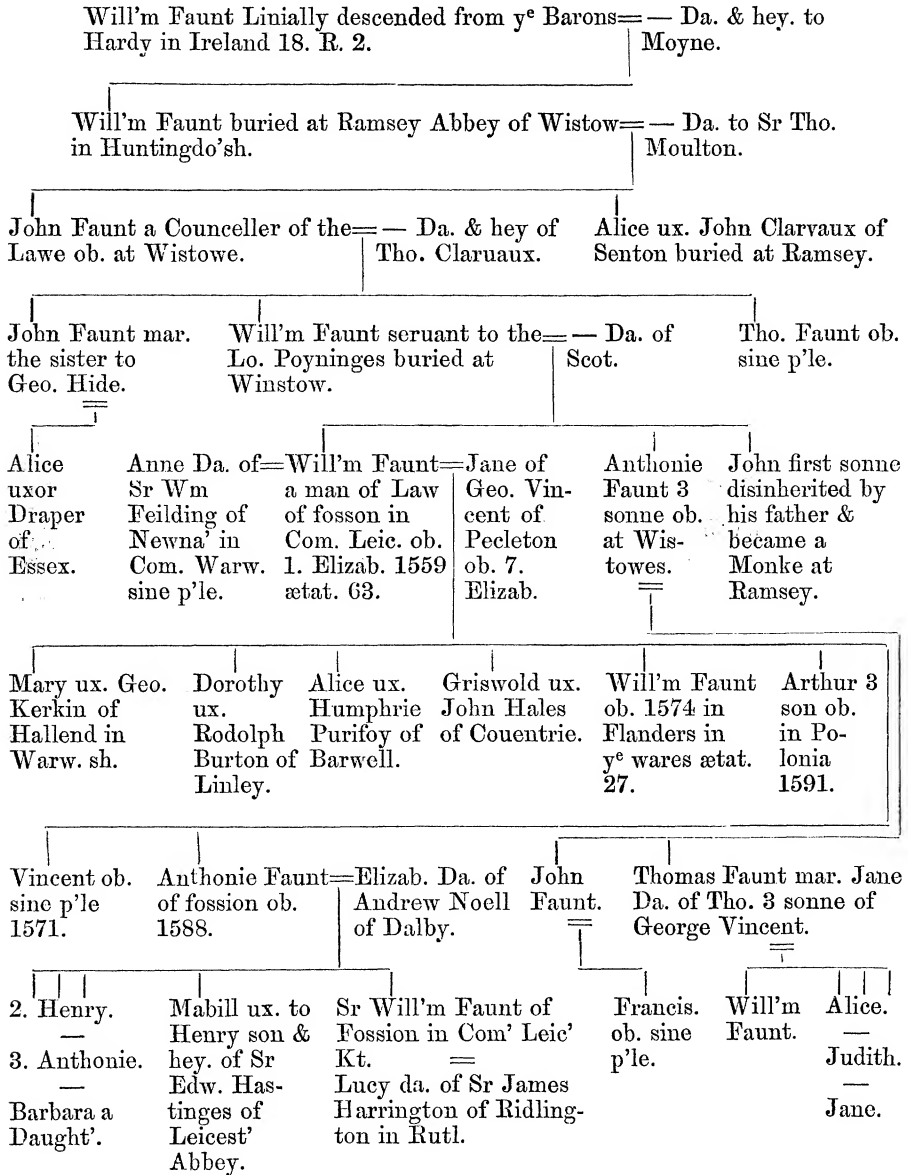 Will'm Faunt Linially descended from yᵉ Barons=— Da. & hey. to
Hardy in Ireland 18. R. 2. Moyne.
Will'm Faunt buried at Ramsey Abbey of Wistow=— Da. to Sr Tho.
in Huntingdo'sh. Moulton.
John Faunt a Counceller of the=— Da. & hey of
Lawe ob. at Wistowe. Tho. Claruaux.
Alice ux. John Clarvaux of
Senton buried at Ramsey.
John Faunt mar.
the sister to
Geo. Hide.
Will'm Faunt seruant to the=— Da. of
Lo. Poyninges buried at Scot.
Winstow.
Tho. Faunt ob.
sine p'le.
Alice
uxor
Draper
of
Essex.
Anne Da. of=
Sr Wm
Feilding of
Newna' in
Com. Warw.
sine p'le.
Will'm Faunt=
a man of Law
of fosson in
Com. Leic. ob.
1. Elizab. 1559
ætat. 63.
Jane of
Geo. Vin-
cent of
Pecleton
ob. 7.
Elizab.
Anthonie
Faunt 3
sonne ob.
at Wis-
towes.
John first sonne
disinherited by
his father &
became a
Monke at
Ramsey.
Mary ux. Geo.
Kerkin of
Hallend in
Warw. sh.
Dorothy
ux.
Rodolph
Burton of
Linley.
Alice ux.
Humphrie
Purifoy of
Barwell.
Griswold ux.
John Hales
of Couentrie.
Will'm Faunt
ob. 1574 in
Flanders in
yᵉ wares ætat.
27.
Arthur 3
son ob.
in Po-
lonia
1591.
Vincent ob.
sine p'le
1571.
Anthonie Faunt=
of fossion ob.
1588.
Elizab. Da. of
Andrew Noell
of Dalby.
John
Faunt.
Thomas Faunt mar. Jane
Da. of Tho. 3 sonne of
George Vincent.
2. Henry.
—
3. Anthonie.
—
Barbara a
Daught'.
Mabill ux. to
Henry son &
hey. of Sr
Edw. Has-
tinges of
Leicest'
Abbey.
Sr Will'm Faunt of
Fossion in Com' Leic'
Kt. =
Lucy da. of Sr James
Harrington of Ridling-
ton in Rutl.
Francis.
ob. sine
p'le.
Will'm
Faunt.
Alice.
—
Judith.
—
Jane.